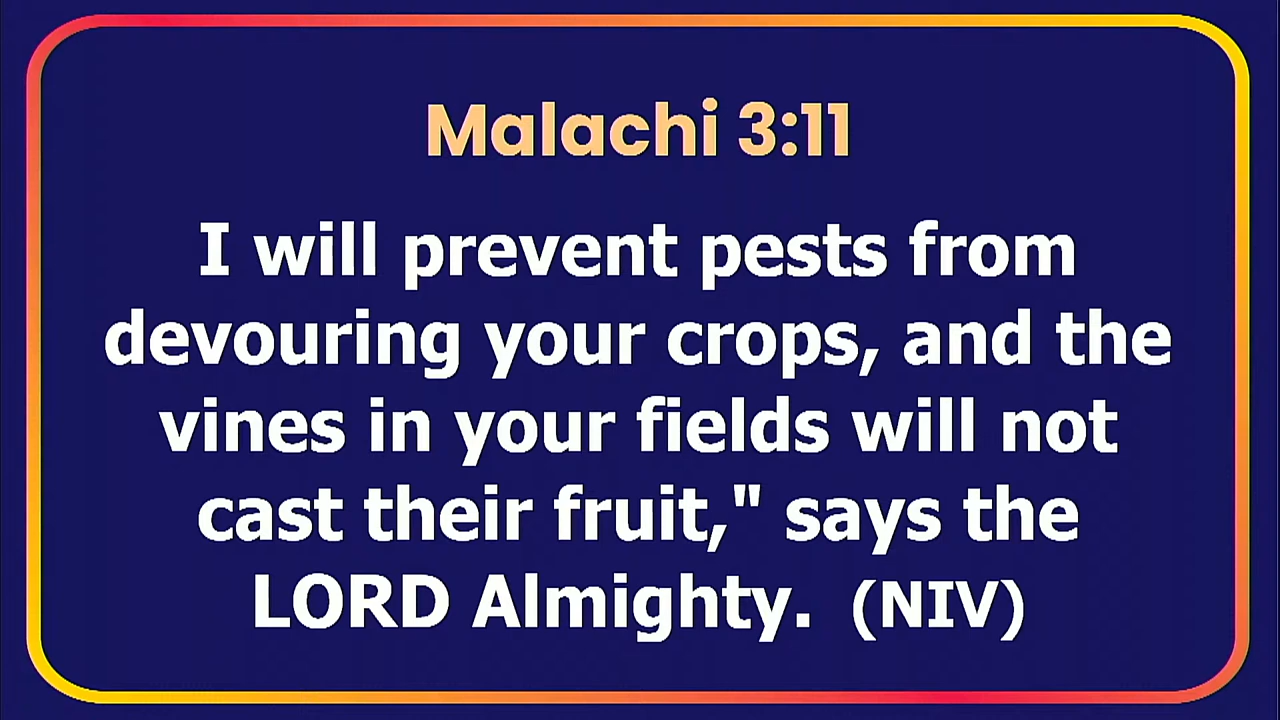 Malachi 3:11
I will prevent pests from
devouring your crops, and the
vines in your fields will not
cast their fruit," says the
LORD Almighty. (NIV)